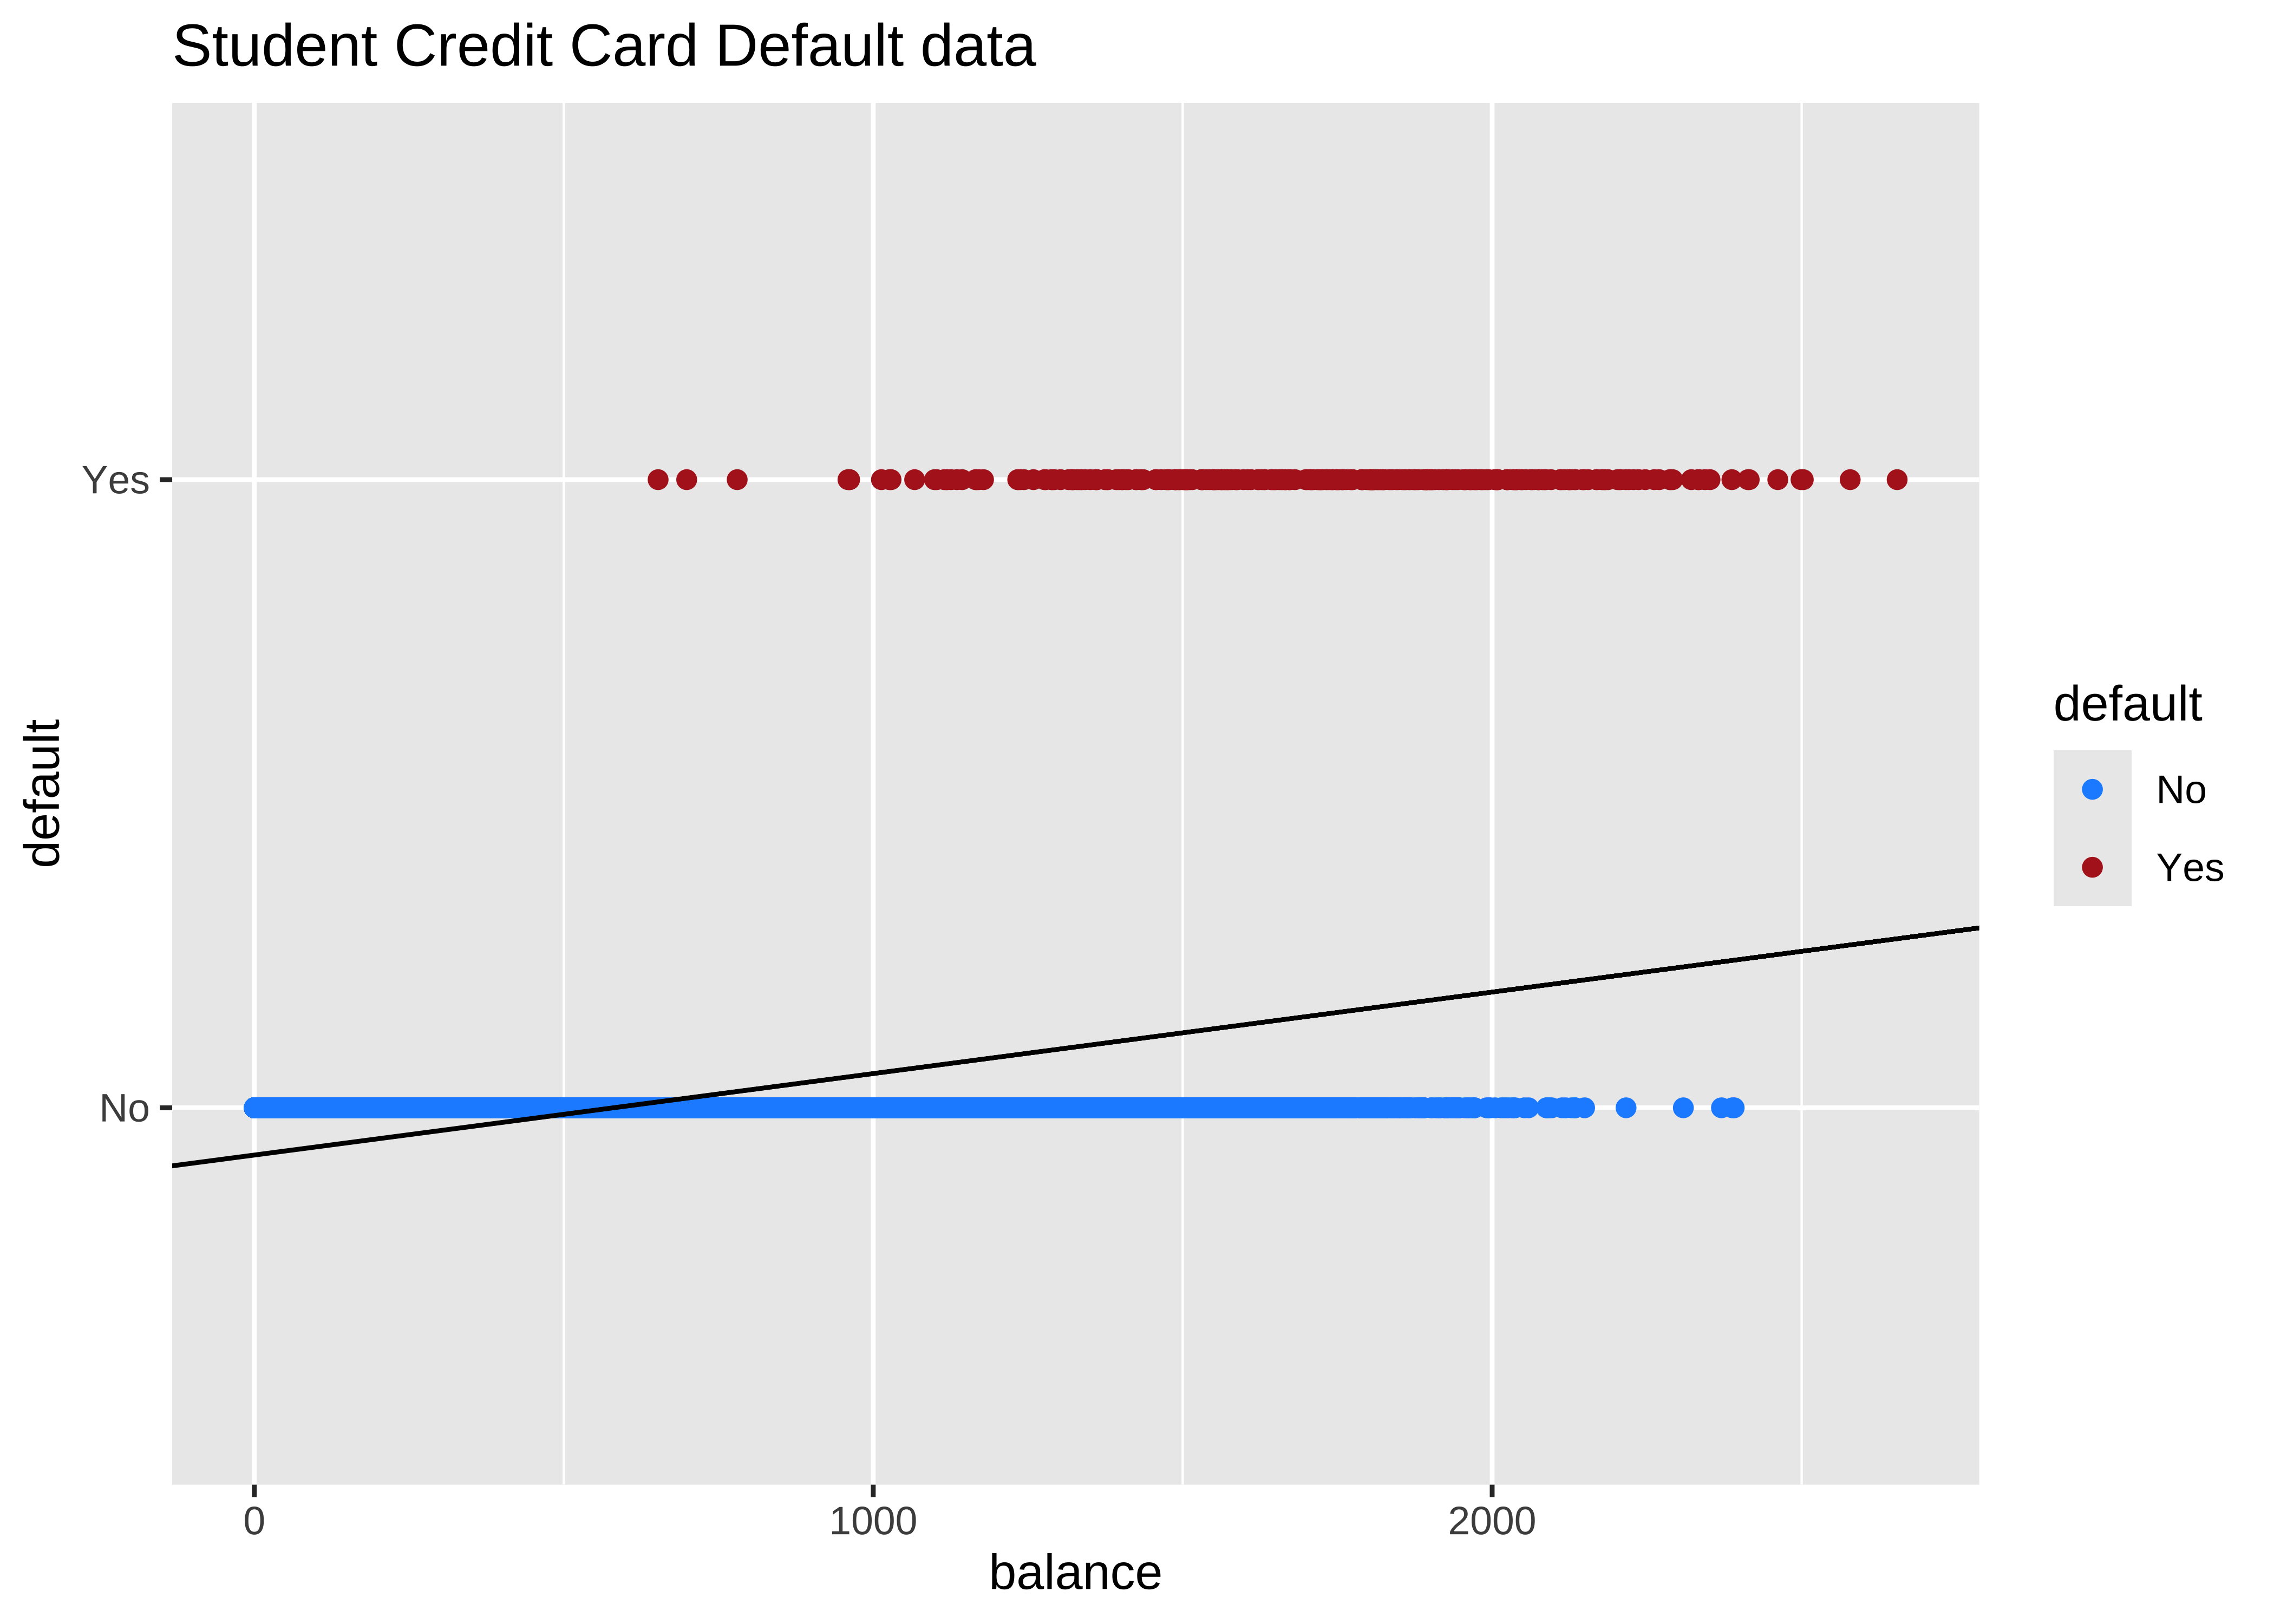 Student Credit Card Default data
default
Yes
No
0
1000
2000
balance
default
No
Yes